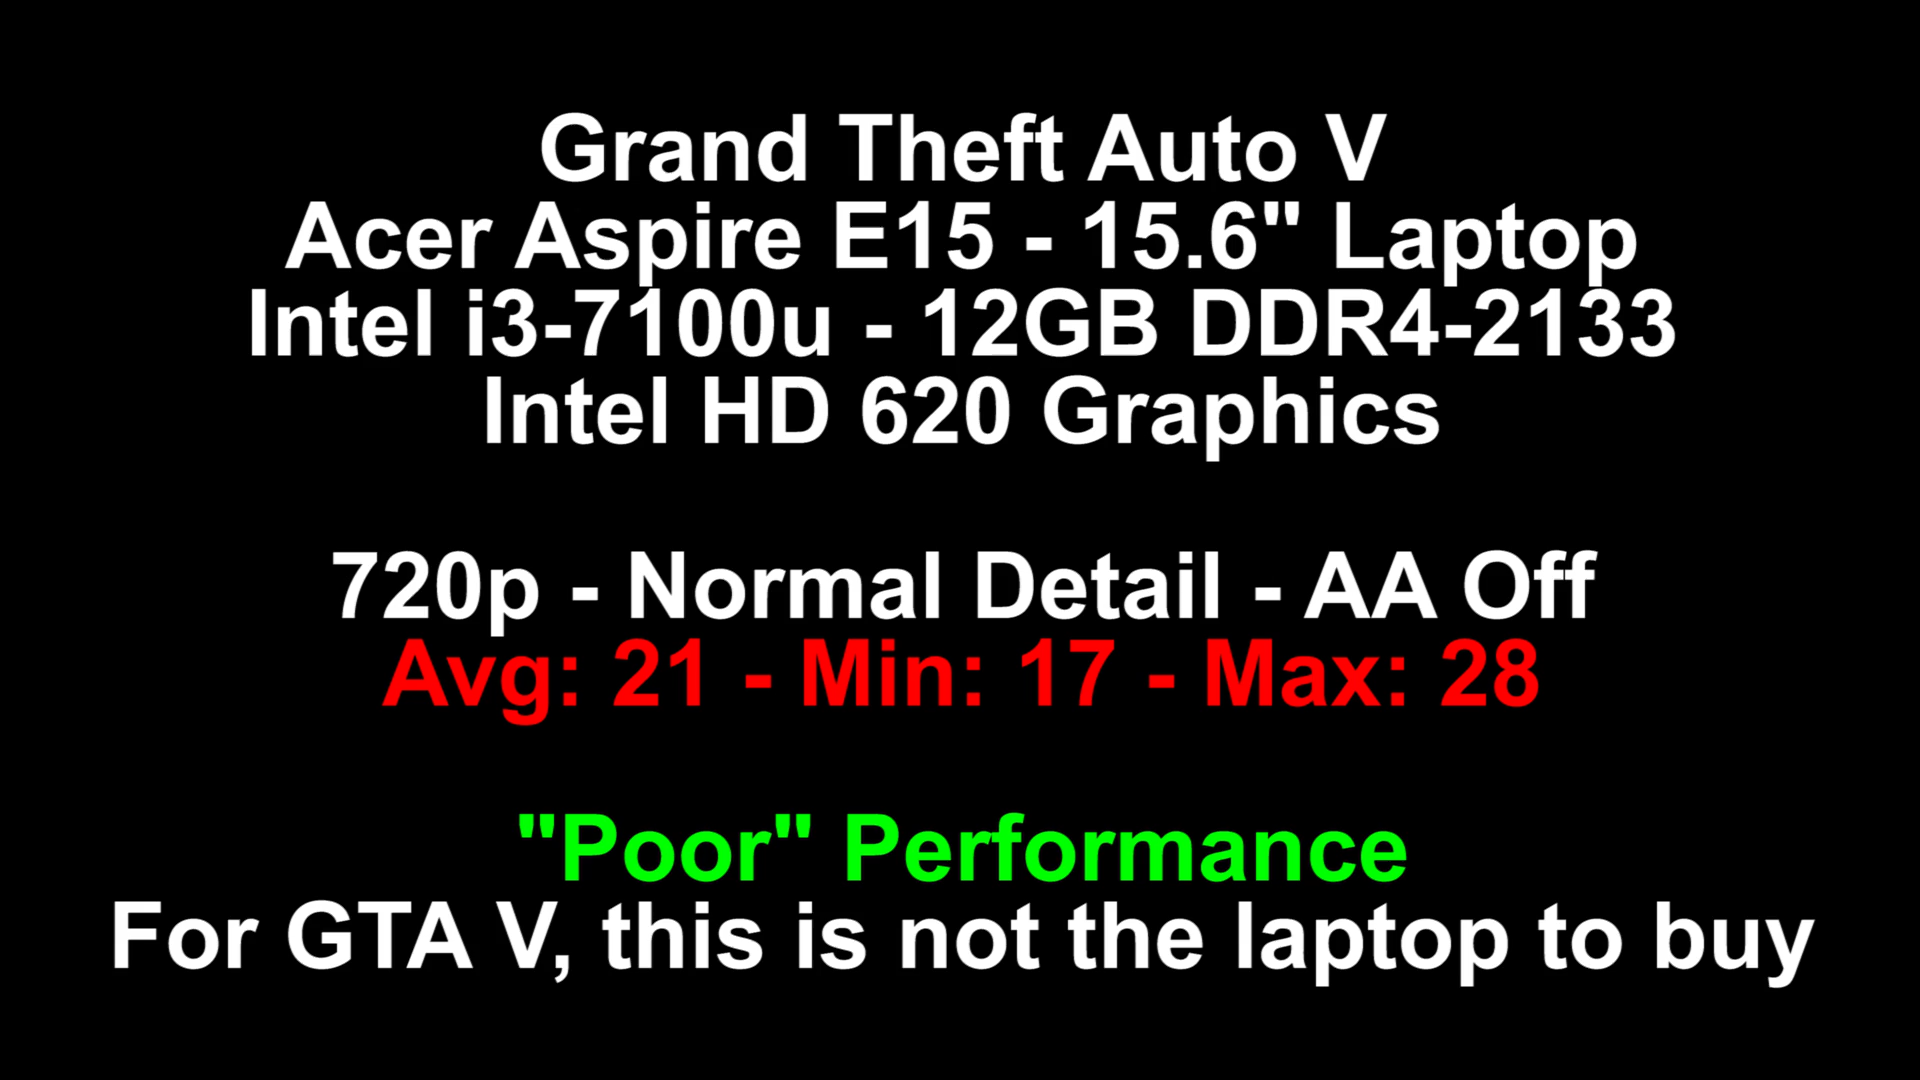 Grand Theft Auto V
Acer Aspire E15 - 15.6" Laptop
Intel i3-7100u - 12GB DDR4-2133
Intel HD 620 Graphics
720p - Normal Detail - AA Off
Avg: 21 - Min: 17 - Max: 28
"Poor" Performance
For GTA V, this is not the laptop to buy